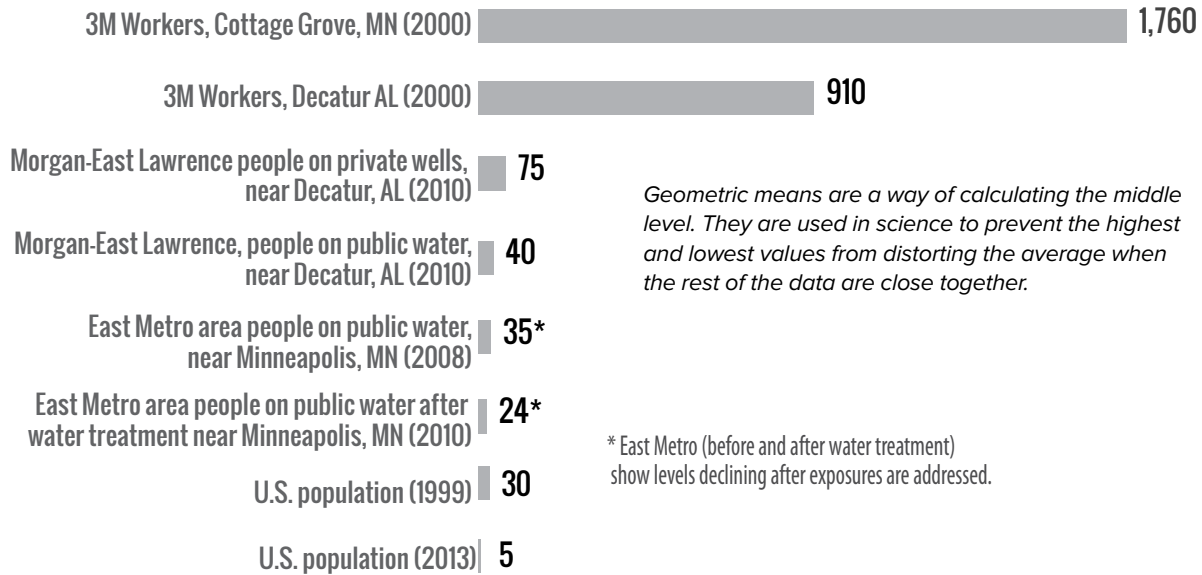 3M Workers, Cottage Grove, MN (2000) 1,760
3M Workers, Decatur AL (2000) 910
Morgan-East Lawrence people on private wells,
near Decatur, AL (2010) 75
Morgan-East Lawrence, people on public water,
near Decatur, AL (2010) 40
East Metro area people on public water,
near Minneapolis, MN (2008) 35*
East Metro area people on public water after
water treatment near Minneapolis, MN (2010) 24*
U.S. population (1999) 30
U.S. population (2013) 5
Geometric means are a way of calculating the middle
level. They are used in science to prevent the highest
and lowest values from distorting the average when
the rest of the data are close together.
* East Metro (before and after water treatment)
show levels declining after exposures are addressed.